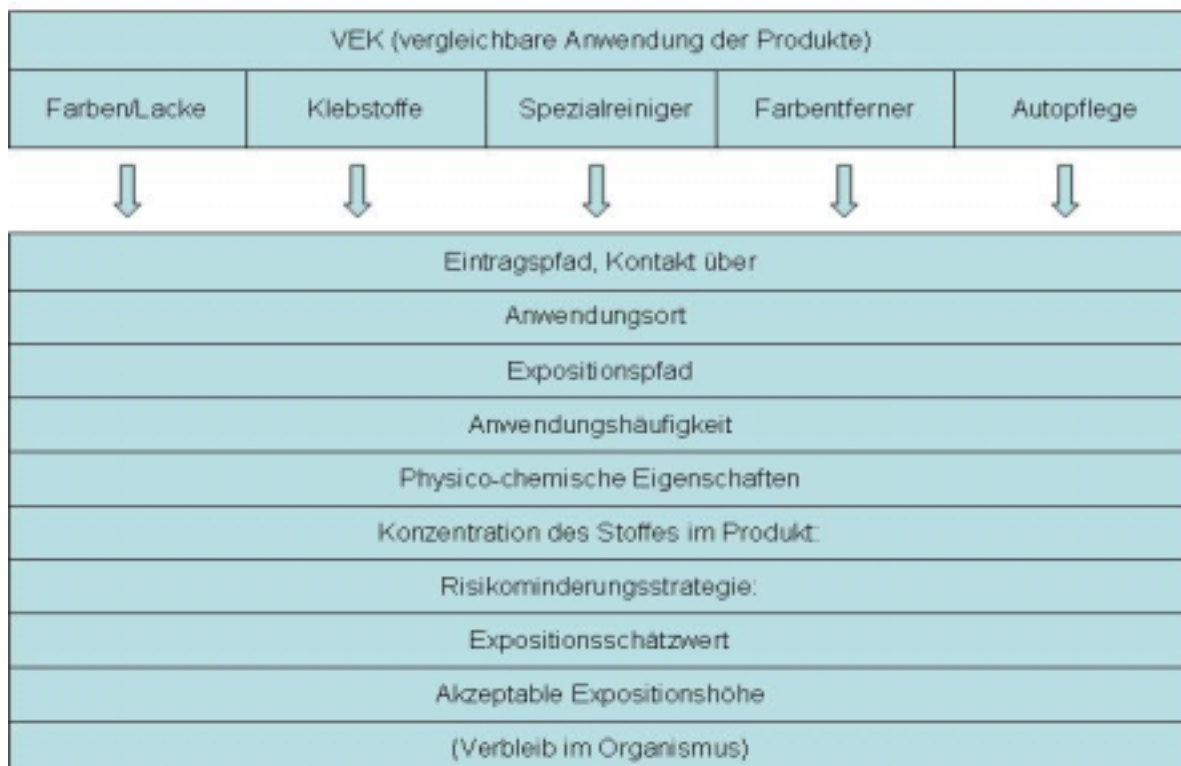 VEK (vergleichbare Anwendung der Produkte)
Farben/Lacke Klebstoffe Spezialreiniger Farbentferner Autopflege
Eintragspfad, Kontakt über
Anwendungsort
Expositionspfad
Anwendungshäufigkeit
Physico-chemische Eigenschaften
Konzentration des Stoffes im Produkt:
Risikominderungsstrategie:
Expositionsschätzwert
Akzeptable Expositionshöhe
(Verbleib im Organismus)